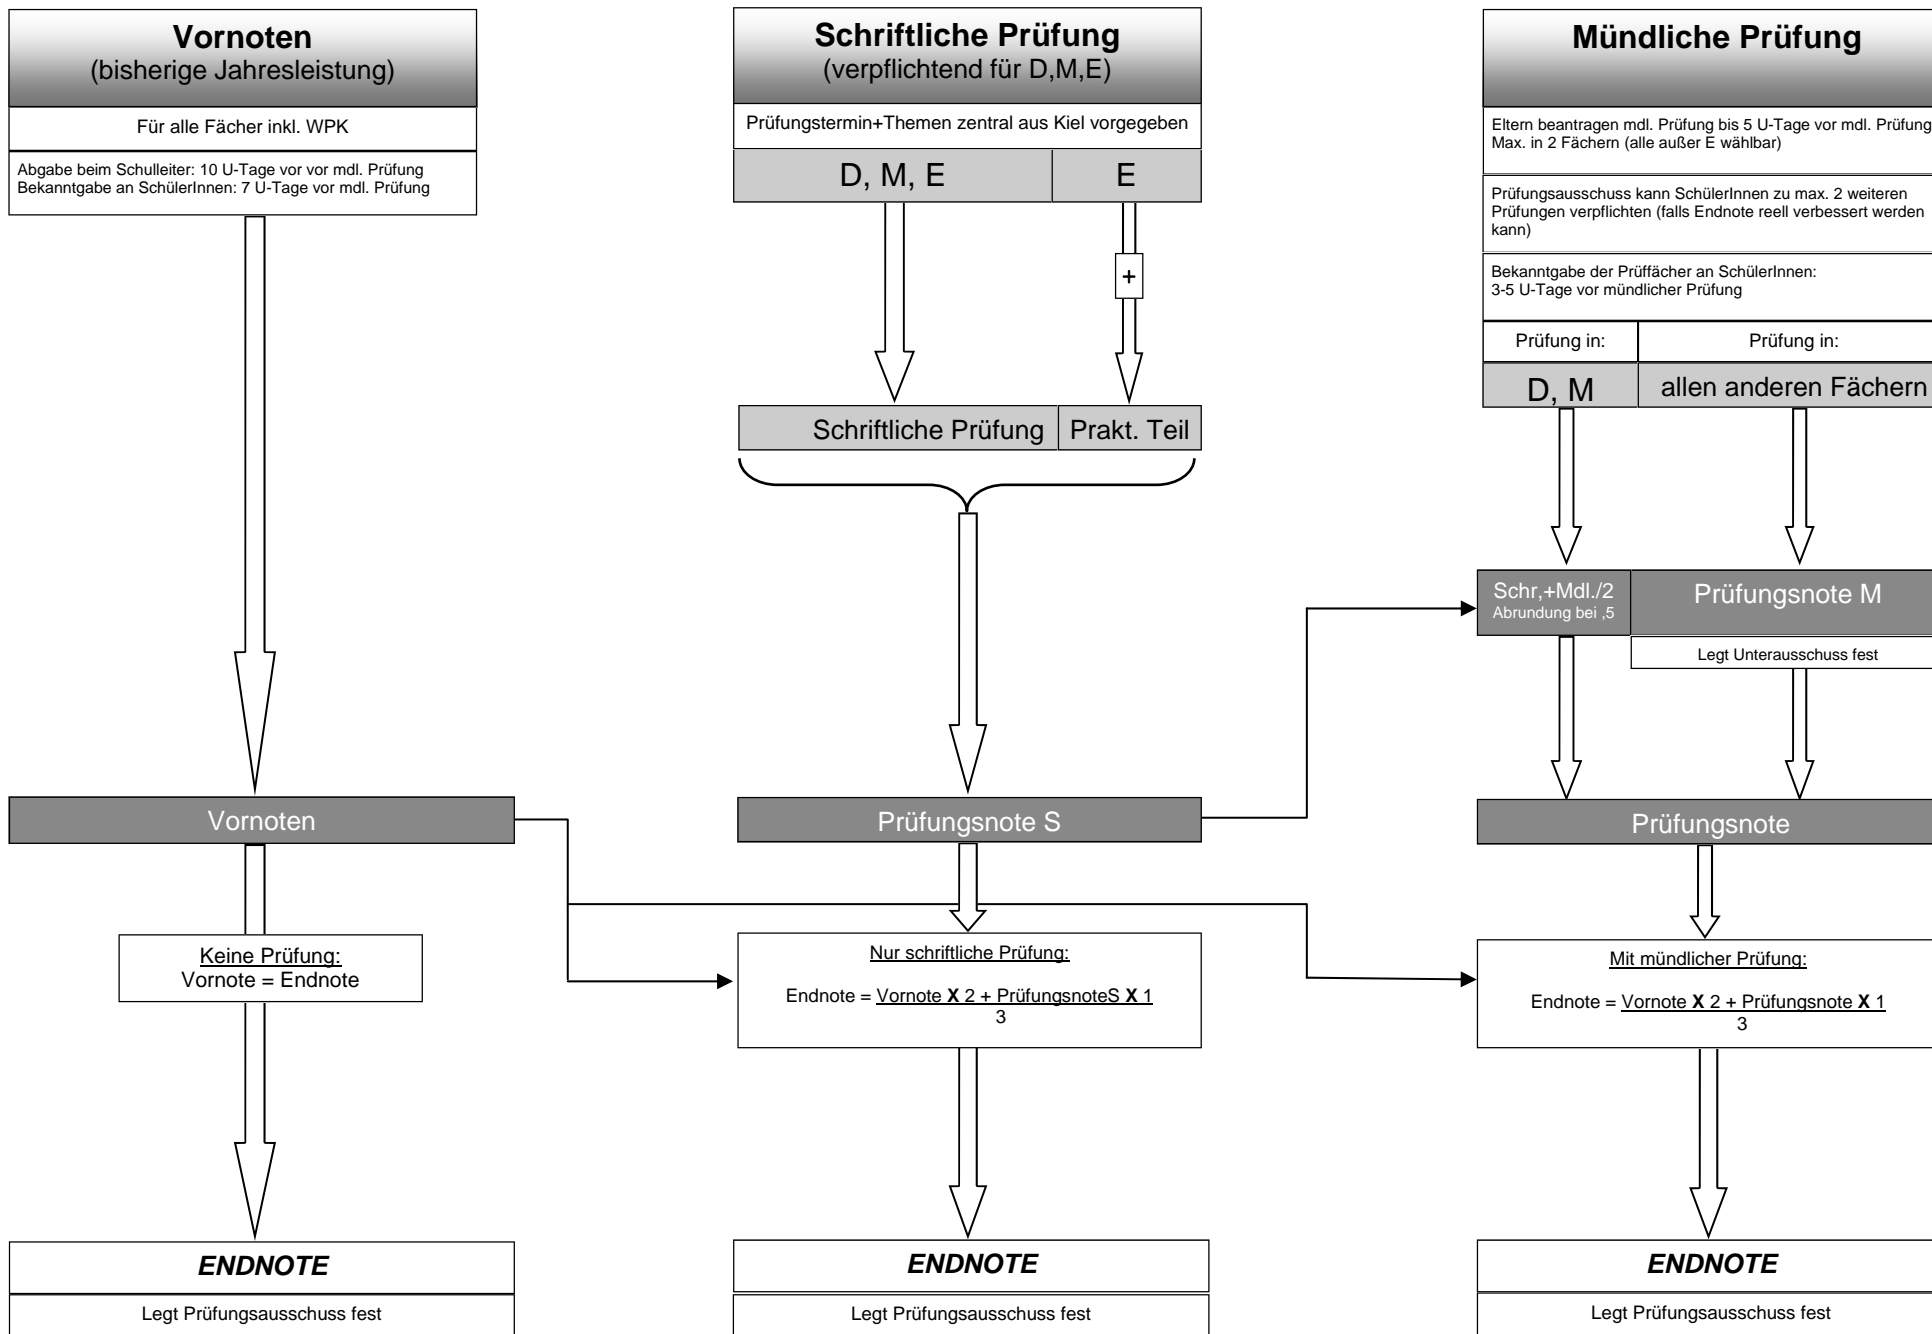 Vornoten
(bisherige Jahresleistung)
Für alle Fächer inkl. WPK
Abgabe beim Schulleiter: 10 U-Tage vor vor mdl. Prüfung
Bekanntgabe an SchülerInnen: 7 U-Tage vor mdl. Prüfung
Vornoten
Keine Prüfung:
Vornote = Endnote
ENDNOTE
Legt Prüfungsausschuss fest
Schriftliche Prüfung
(verpflichtend für D,M,E)
Prüfungstermin+Themen zentral aus Kiel vorgegeben
D, M, E
E
+
Schriftliche Prüfung
Prakt. Teil
Prüfungsnote S
Nur schriftliche Prüfung:
Endnote = Vornote X 2 + PrüfungsnoteS X 1
3
ENDNOTE
Legt Prüfungsausschuss fest
Mündliche Prüfung
Eltern beantragen mdl. Prüfung bis 5 U-Tage vor mdl. Prüfung
Max. in 2 Fächern (alle außer E wählbar)
Prüfungsausschuss kann SchülerInnen zu max. 2 weiteren
Prüfungen verpflichten (falls Endnote reell verbessert werden
kann)
Bekanntgabe der Prüffächer an SchülerInnen:
3-5 U-Tage vor mündlicher Prüfung
Prüfung in:
Prüfung in:
D, M
allen anderen Fächern
Schr,+Mdl./2
Abrundung bei ,5
Prüfungsnote M
Legt Unterausschuss fest
Prüfungsnote
Mit mündlicher Prüfung:
Endnote = Vornote X 2 + Prüfungsnote X 1
3
ENDNOTE
Legt Prüfungsausschuss fest